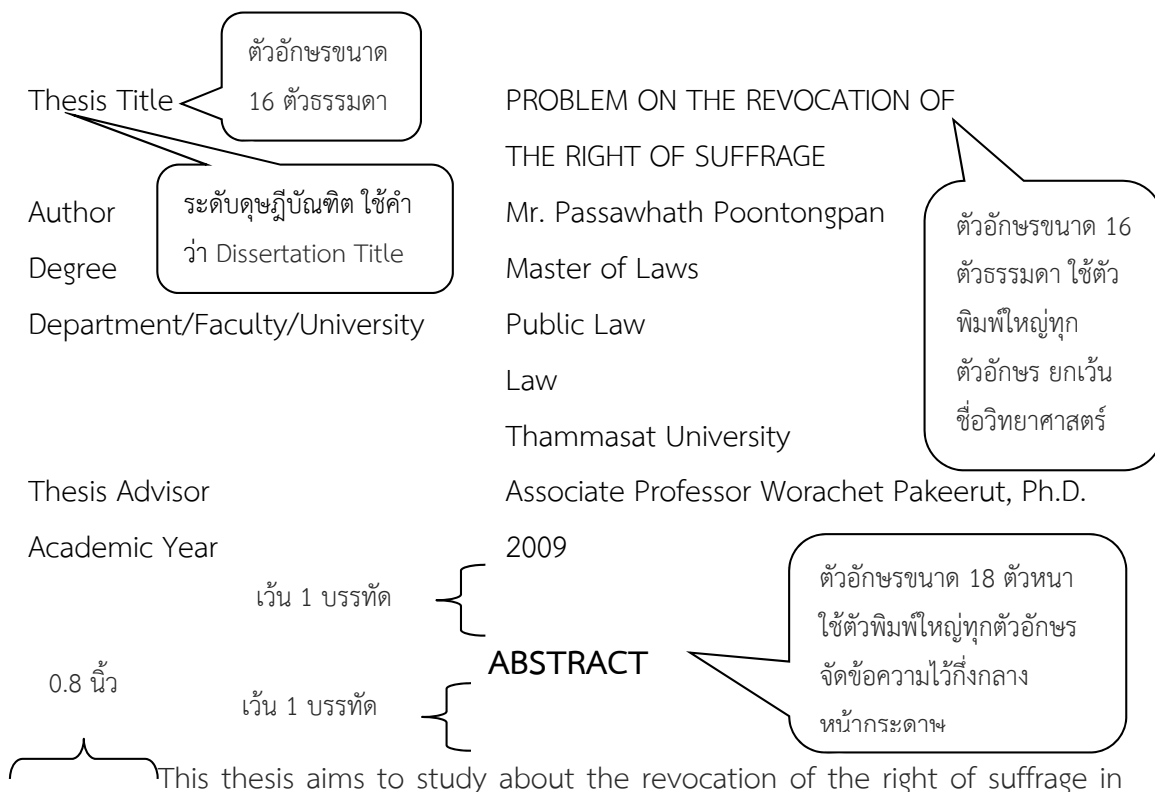 ตัวอักษรขนาด
16 ตัวธรรมดา
Thesis Title
PROBLEM ON THE REVOCATION OF
THE RIGHT OF SUFFRAGE
ระดับดุษฎีบัณฑิต ใช้คำ
ว่า Dissertation Title
Author
Mr. Passawhath Poontongpan
Degree
Master of Laws
Department/Faculty/University
Public Law
Law
Thammasat University
ตัวอักษรขนาด 16
ตัวธรรมดา ใช้ตัว
พิมพ์ใหญ่ทุก
ตัวอักษร ยกเว้น
ชื่อวิทยาศาสตร์
Thesis Advisor
Associate Professor Worachet Pakeerut, Ph.D.
Academic Year
2009
เว้น 1 บรรทัด
ABSTRACT
ตัวอักษรขนาด 18 ตัวหนา
ใช้ตัวพิมพ์ใหญ่ทุกตัวอักษร
จัดข้อความไว้กึ่งกลาง
หน้ากระดาษ
0.8 นิ้ว
เว้น 1 บรรทัด
This thesis aims to study about the revocation of the right of suffrage in